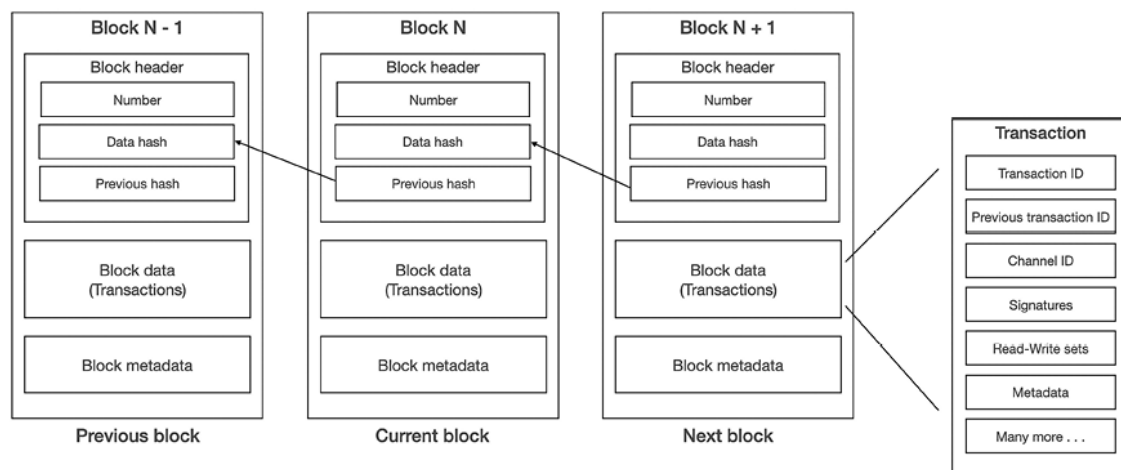 Block N - 1
Block header
Number
Data hash
Previous hash
Block data
(Transactions)
Block metadata
Previous block
Block N
Block header
Number
Data hash
Previous hash
Block data
(Transactions)
Block metadata
Current block
Block N + 1
Block header
Number
Data hash
Previous hash
Block data
(Transactions)
Block metadata
Next block
Transaction
Transaction ID
Previous transaction ID
Channel ID
Signatures
Read-Write sets
Metadata
Many more . . .